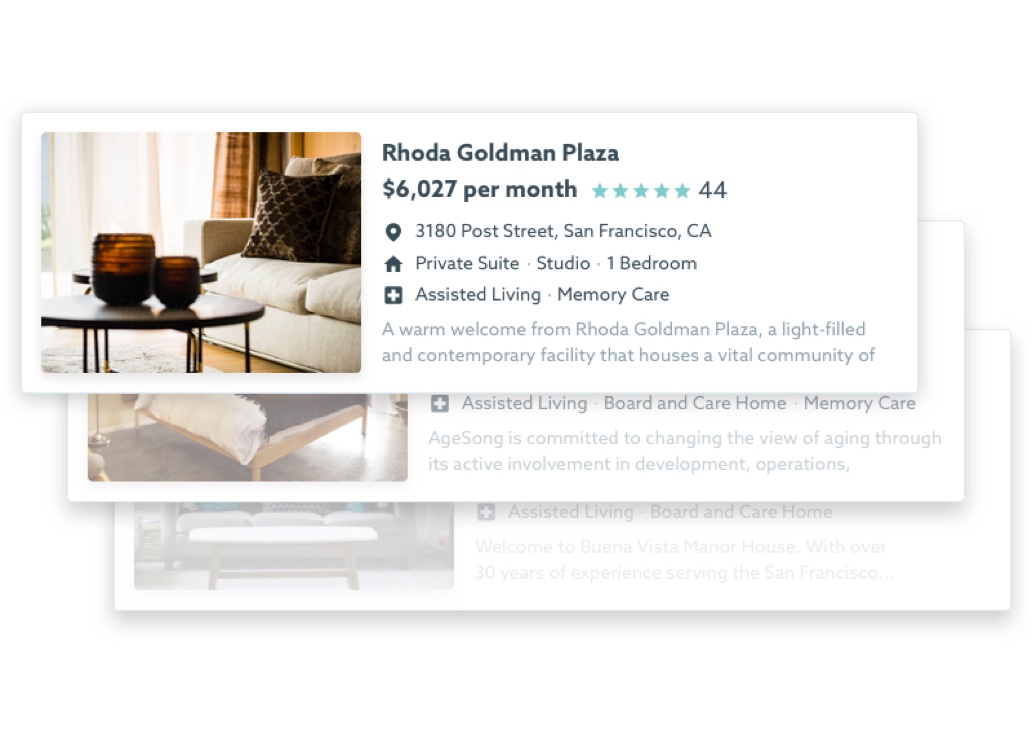 Rhoda Goldman Plaza
$6,027 per month ★★★★★ 44
3180 Post Street, San Francisco, CA
Private Suite · Studio · 1 Bedroom
Assisted Living · Memory Care
A warm welcome from Rhoda Goldman Plaza, a light-filled
and contemporary facility that houses a vital community of
Assisted Living · Board and Care Home · Memory Care
AgeSong is committed to changing the view of aging through
its active involvement in development, operations,
Assisted Living · Board and Care Home
Welcome to Buena Vista Manor House. With over
30 years of experience serving the San Francisco...